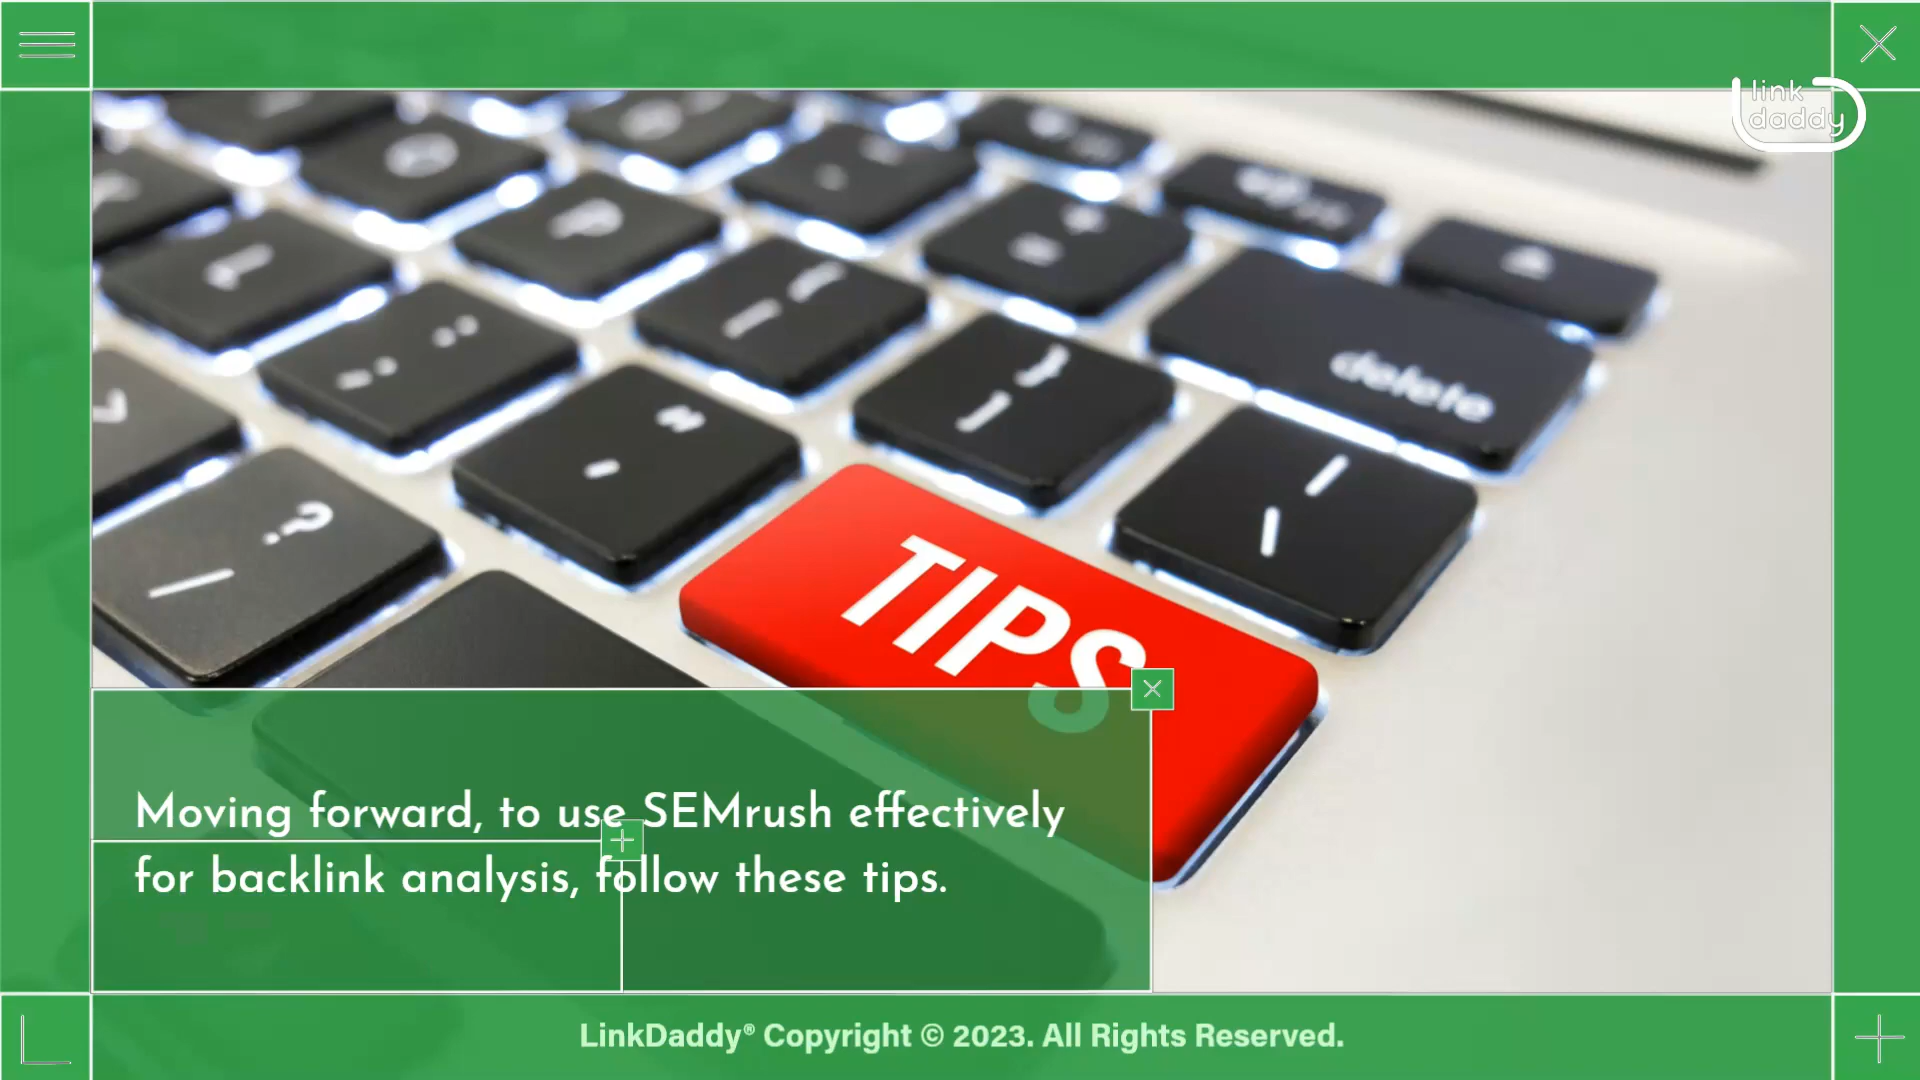 link
daddy
delete
TIPS
Moving forward, to use SEMrush effectively
for backlink analysis, follow these tips.
LinkDaddy® Copyright © 2023. All Rights Reserved.